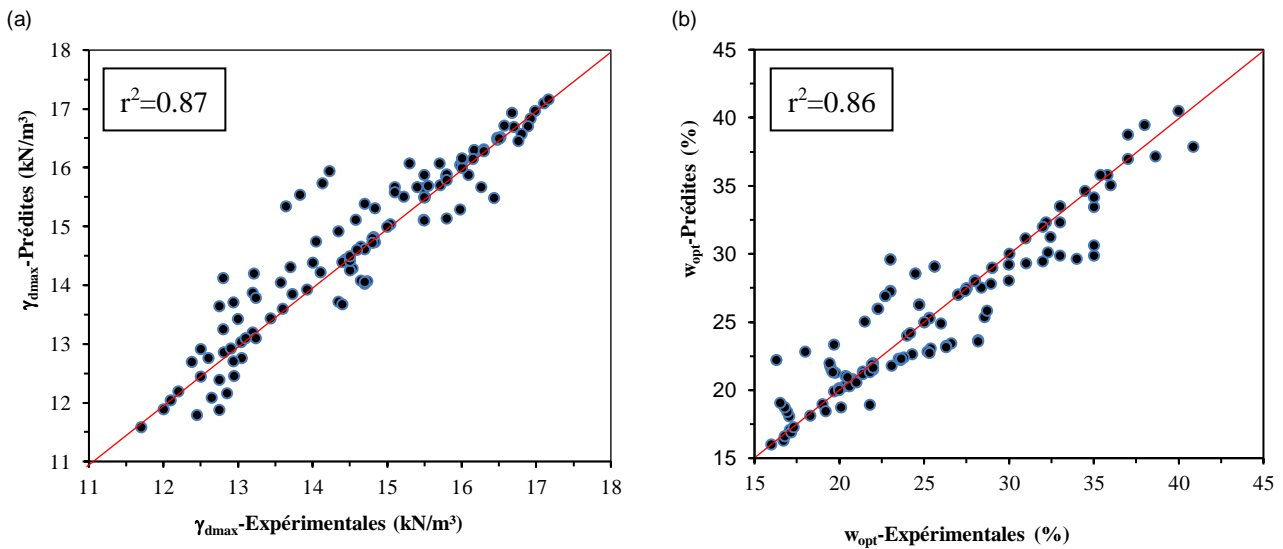 (a)
18
17
16
15
14
13
12
11
γdmax-Prédites (kN/m³)
r²=0.87
11 12 13 14 15 16 17 18
γdmax-Expérimentales (kN/m³)
(b)
45
40
35
30
25
20
15
wopt-Prédites (%)
r²=0.86
15 20 25 30 35 40 45
wopt-Expérimentales (%)